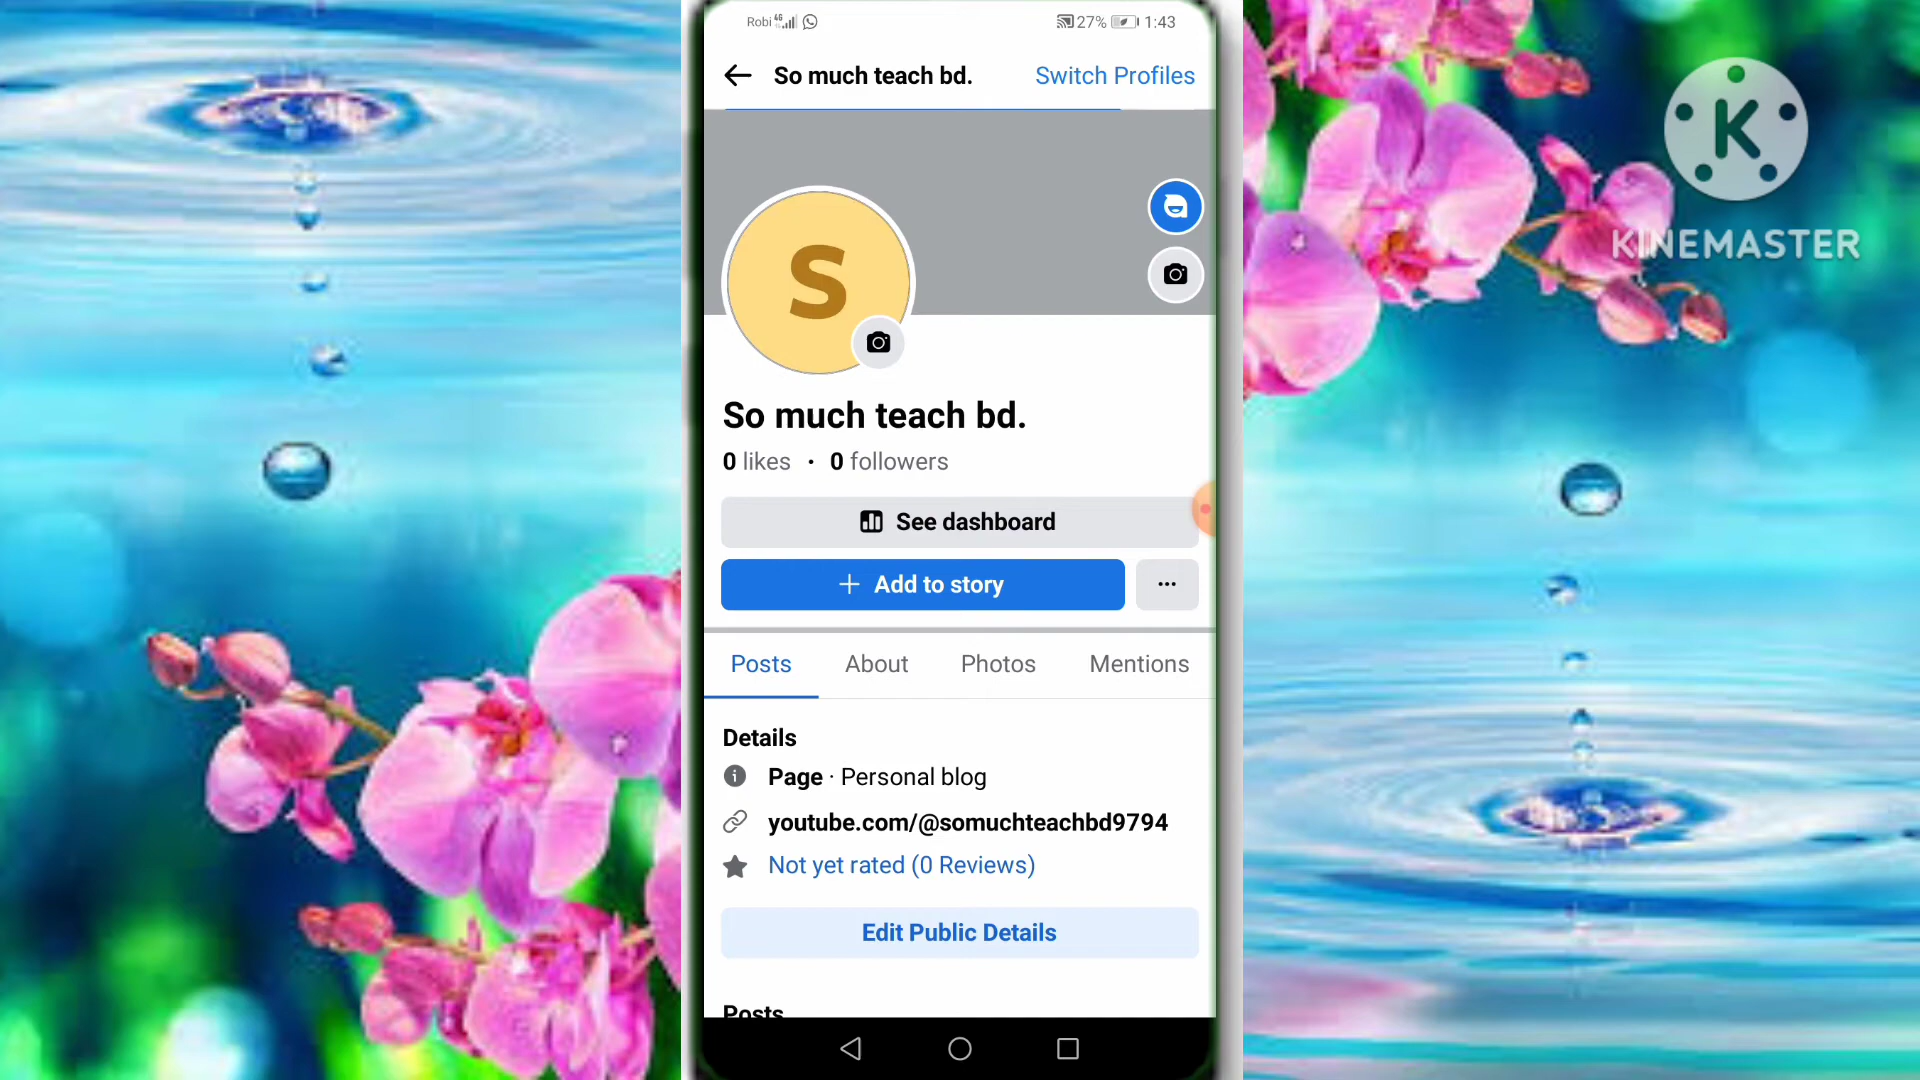 Robi 4G 27% 1:43
So much teach bd. Switch Profiles
K
KINEMASTER
S
So much teach bd.
0 likes · 0 followers
See dashboard
+ Add to story ...
Posts About Photos Mentions
Details
Page · Personal blog
youtube.com/@somuchteachbd9794
Not yet rated (0 Reviews)
Edit Public Details
Posts